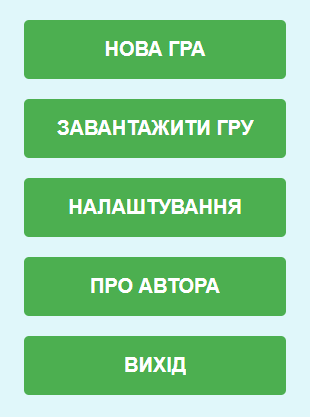 НОВА ГРА
ЗАВАНТАЖИТИ ГРУ
НАЛАШТУВАННЯ
ПРО АВТОРА
ВИХІД